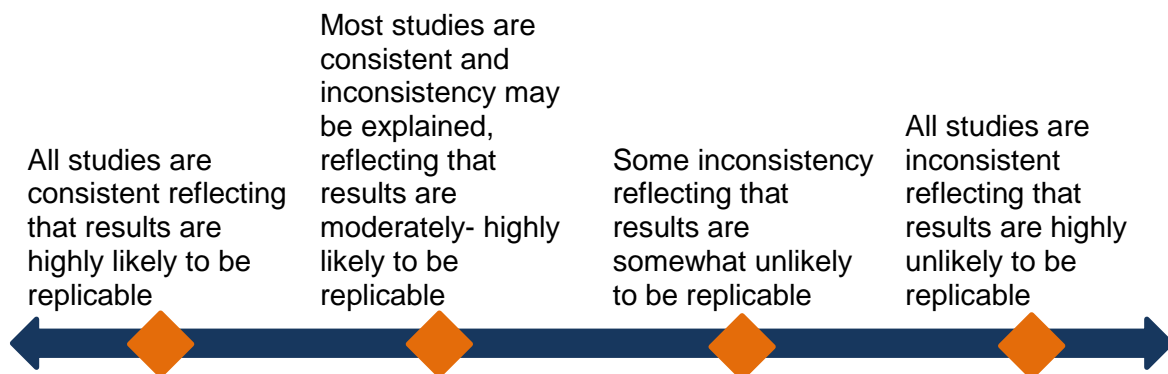 All studies are
consistent reflecting
that results are
highly likely to be
replicable
Most studies are
consistent and
inconsistency may
be explained,
reflecting that
results are
moderately- highly
likely to be
replicable
Some inconsistency
reflecting that
results are
somewhat unlikely
to be replicable
All studies are
inconsistent
reflecting that
results are highly
unlikely to be
replicable